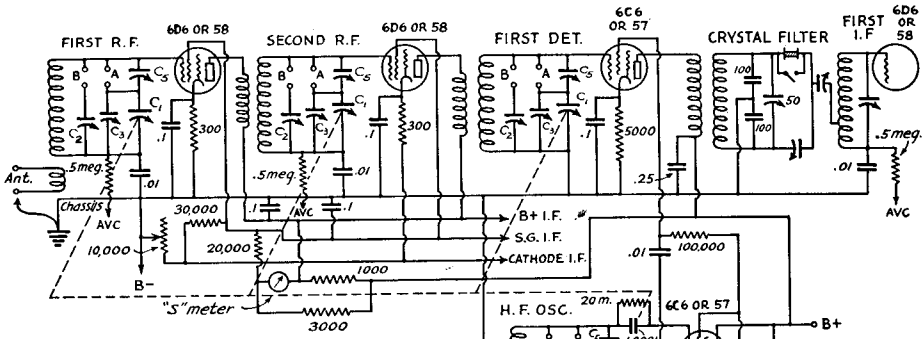 FIRST R.F.
6D6 OR 58
SECOND R.F.
6D6 OR 58
FIRST DET.
6C6
OR 57
CRYSTAL FILTER
FIRST
I.F
6D6
OR
58
B
A
C5
C1
C2
C3
.1
300
B
A
C5
C1
C2
C3
.1
300
B
A
C5
C1
C2
C3
.1
5000
100
100
50
.5 meg.
.01
.5meg.
.01
.25
.01
.5meg.
Ant.
Chassis
AVC
30,000
10,000
.1
AVC
.1
20,000
B+ I.F.
S.G. I.F.
CATHODE I.F.
AVC
.01
100,000
B-
1000
"S" meter
3000
H.F. OSC.
20 m.
6C6 OR 57
B+